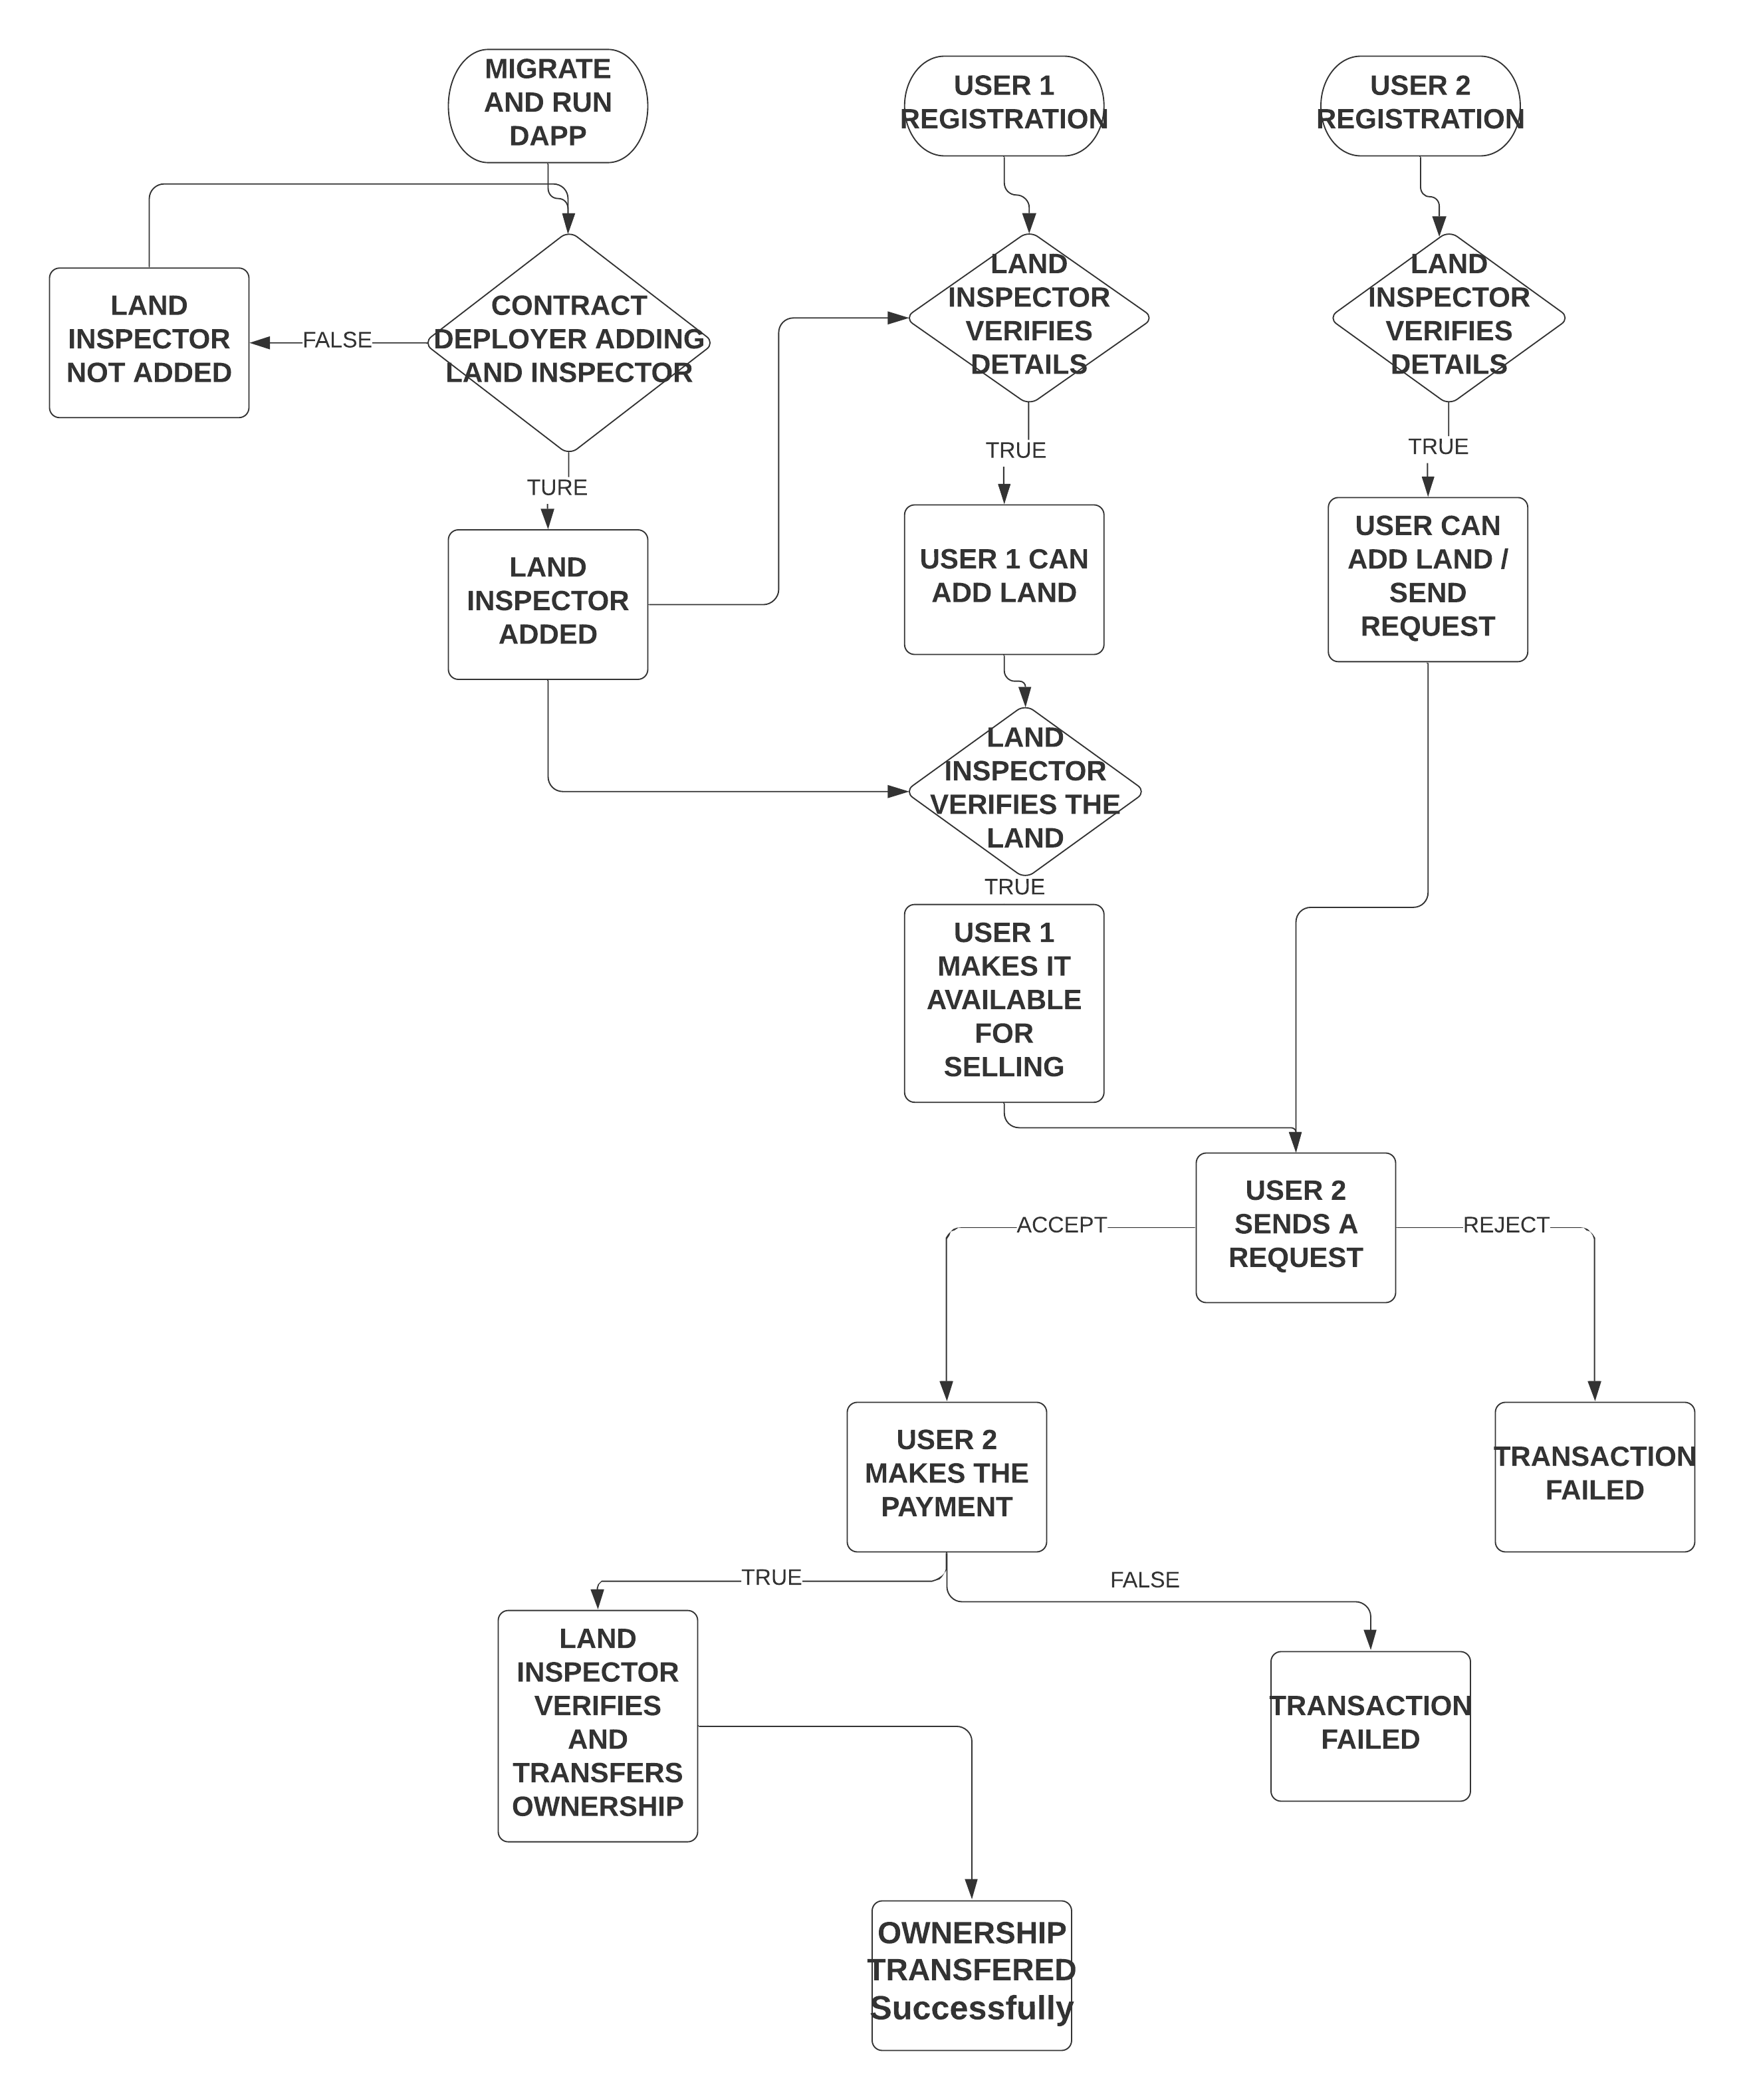 MIGRATE
AND RUN
DAPP
USER 1
REGISTRATION
USER 2
REGISTRATION
LAND
INSPECTOR
NOT ADDED
FALSE
CONTRACT
DEPLOYER ADDING
LAND INSPECTOR
LAND
INSPECTOR
VERIFIES
DETAILS
LAND
INSPECTOR
VERIFIES
DETAILS
TURE
TRUE
TRUE
LAND
INSPECTOR
ADDED
USER 1 CAN
ADD LAND
USER CAN
ADD LAND /
SEND
REQUEST
LAND
INSPECTOR
VERIFIES THE
LAND
TRUE
USER 1
MAKES IT
AVAILABLE
FOR
SELLING
USER 2
SENDS A
REQUEST
ACCEPT
REJECT
USER 2
MAKES THE
PAYMENT
TRANSACTION
FAILED
TRUE
FALSE
LAND
INSPECTOR
VERIFIES
AND
TRANSFERS
OWNERSHIP
TRANSACTION
FAILED
OWNERSHIP
TRANSFERED
Successfully